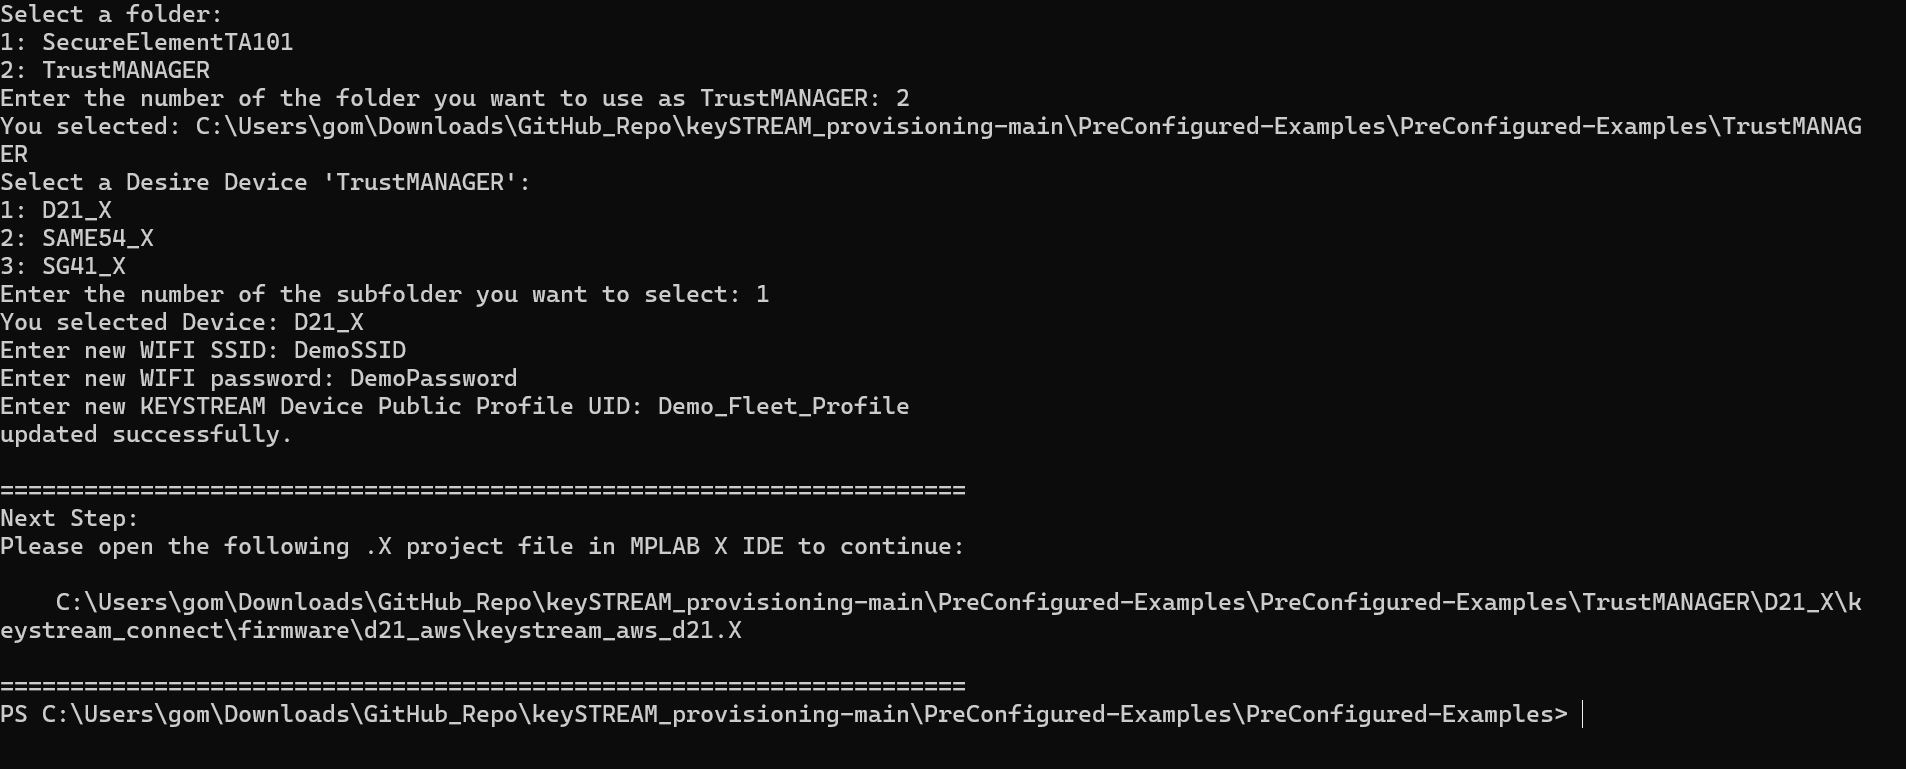 Select a folder:
1: SecureElementTA101
2: TrustMANAGER
Enter the number of the folder you want to use as TrustMANAGER: 2
You selected: C:\Users\gom\Downloads\GitHub_Repo\keySTREAM_provisioning-main\PreConfigured-Examples\PreConfigured-Examples\TrustMANAG
ER
Select a Desire Device 'TrustMANAGER':
1: D21_X
2: SAME54_X
3: SG41_X
Enter the number of the subfolder you want to select: 1
You selected Device: D21_X
Enter new WIFI SSID: DemoSSID
Enter new WIFI password: DemoPassword
Enter new KEYSTREAM Device Public Profile UID: Demo_Fleet_Profile
updated successfully.
=====================================================================
Next Step:
Please open the following .X project file in MPLAB X IDE to continue:
C:\Users\gom\Downloads\GitHub_Repo\keySTREAM_provisioning-main\PreConfigured-Examples\PreConfigured-Examples\TrustMANAGER\D21_X\k
eystream_connect\firmware\d21_aws\keystream_aws_d21.X
=====================================================================
PS C:\Users\gom\Downloads\GitHub_Repo\keySTREAM_provisioning-main\PreConfigured-Examples\PreConfigured-Examples>